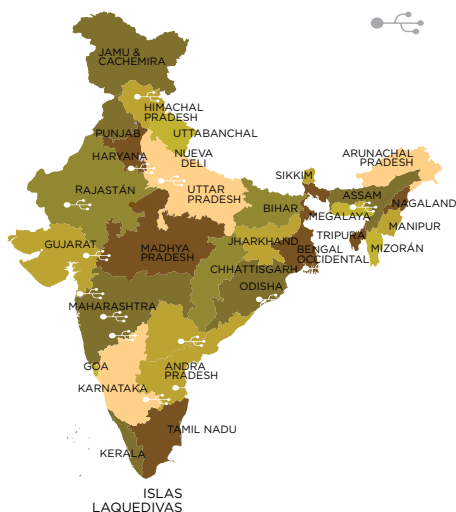 JAMU &
CACHEMIRA
HIMACHAL
PRADESH
PUNJAB
UTTABANCHAL
HARYANA
NUEVA
DELI
ARUNACHAL
PRADESH
SIKKIM
RAJASTÁN
UTTAR
PRADESH
ASSAM
NAGALAND
BIHAR
MEGALAYA
MANIPUR
TRIPURA
GUJARAT
MADHYA
PRADESH
JHARKHAND
BENGAL
OCCIDENTAL
MIZORÁN
CHHATTISGARH
ODISHA
MAHARASHTRA
GOA
ANDRA
PRADESH
KARNATAKA
TAMIL NADU
KERALA
ISLAS
LAQUEDIVAS